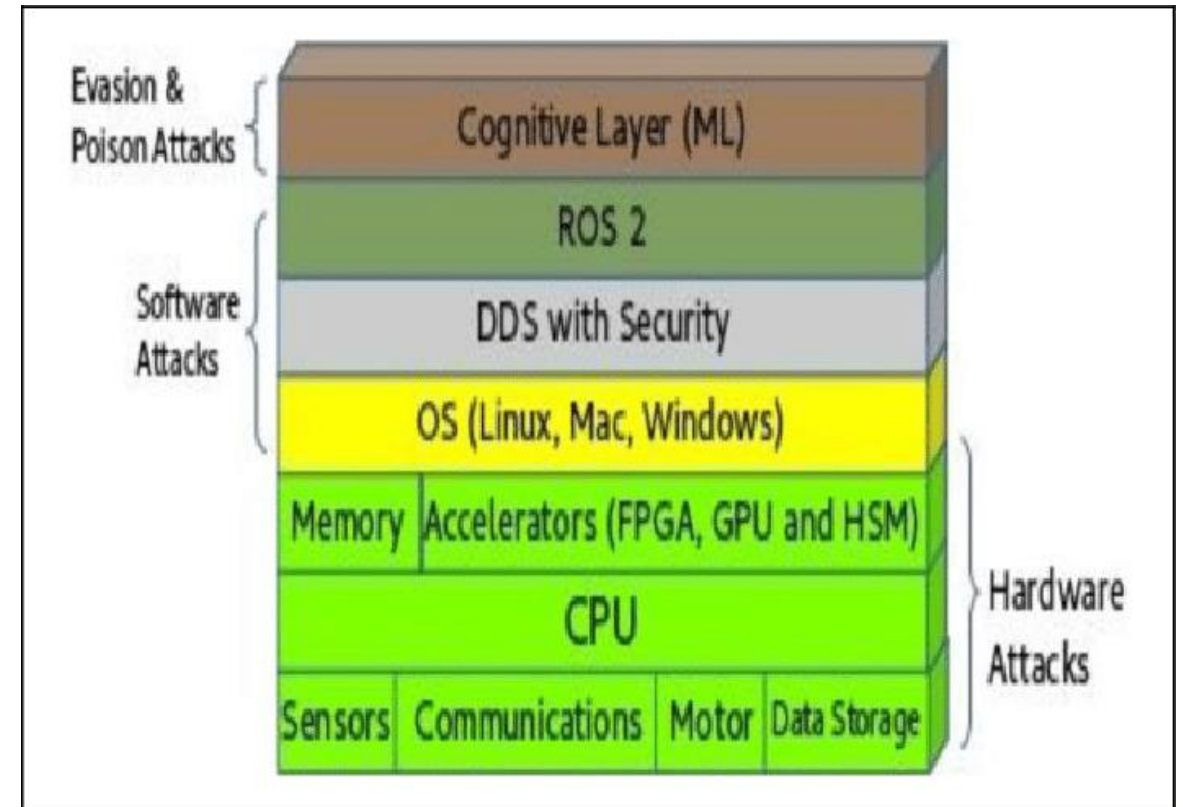 Evasion &
Poison Attacks
Cognitive Layer (ML)
ROS 2
Software
Attacks
DDS with Security
OS (Linux, Mac, Windows)
Memory
Accelerators (FPGA, GPU and HSM)
CPU
Hardware
Attacks
Sensors
Communications
Motor
Data Storage